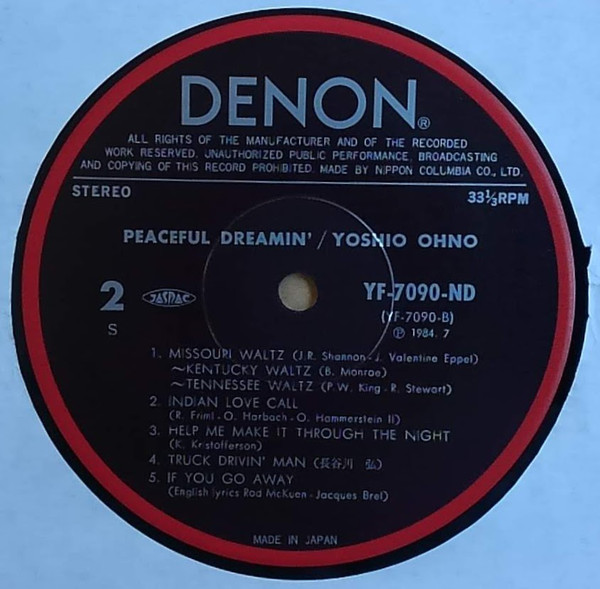 DENON®
ALL RIGHTS OF THE MANUFACTURER AND OF THE RECORDED
WORK RESERVED. UNAUTHORIZED PUBLIC PERFORMANCE, BROADCASTING
AND COPYING OF THIS RECORD PROHIBITED. MADE BY NIPPON COLUMBIA CO., LTD.
STEREO
33⅓RPM
PEACEFUL DREAMIN' / YOSHIO OHNO
2
JASRAC
YF-7090-ND
S
(YF-7090-B)
Ⓟ 1984. 7
1. MISSOURI WALTZ (J.R. Shannon - J. Valentine Eppel)
~KENTUCKY WALTZ (B. Monroe)
~TENNESSEE WALTZ (P.W. King - R. Stewart)
2. INDIAN LOVE CALL
(R. Friml - O. Harbach - O. Hammerstein II)
3. HELP ME MAKE IT THROUGH THE NIGHT
(K. Kristofferson)
4. TRUCK DRIVIN' MAN (長谷川 弘)
5. IF YOU GO AWAY
(English lyrics Rod McKuen - Jacques Brel)
MADE IN JAPAN